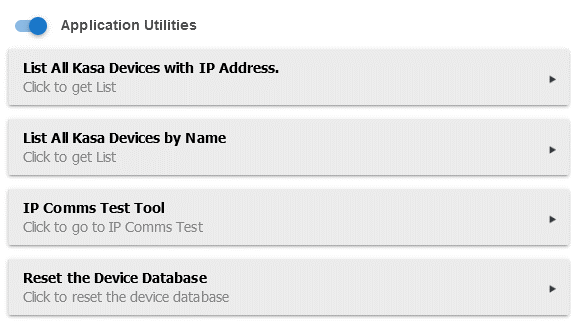 Application Utilities
List All Kasa Devices with IP Address.
Click to get List
List All Kasa Devices by Name
Click to get List
IP Comms Test Tool
Click to go to IP Comms Test
Reset the Device Database
Click to reset the device database